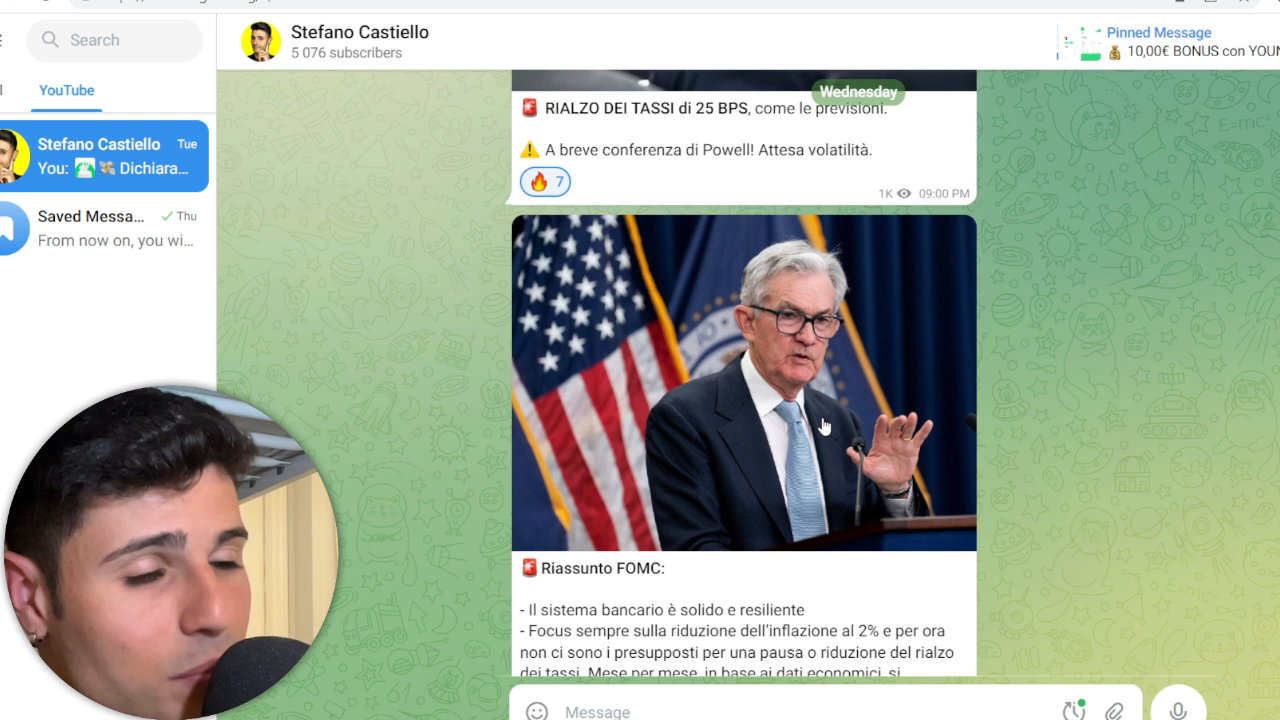 Search
YouTube
Stefano Castiello
Tue
You: Dichiara...
Saved Messa...
Thu
From now on, you wi...
Stefano Castiello
5 076 subscribers
Pinned Message
10,00€ BONUS con YOUN
Wednesday
RIALZO DEI TASSI di 25 BPS, come le previsioni.
A breve conferenza di Powell! Attesa volatilità.
7
1K 09:00 PM
Riassunto FOMC:
- Il sistema bancario è solido e resiliente
- Focus sempre sulla riduzione dell'inflazione al 2% e per ora
non ci sono i presupposti per una pausa o riduzione del rialzo
dei tassi. Mese per mese, in base ai dati economici, si
Message